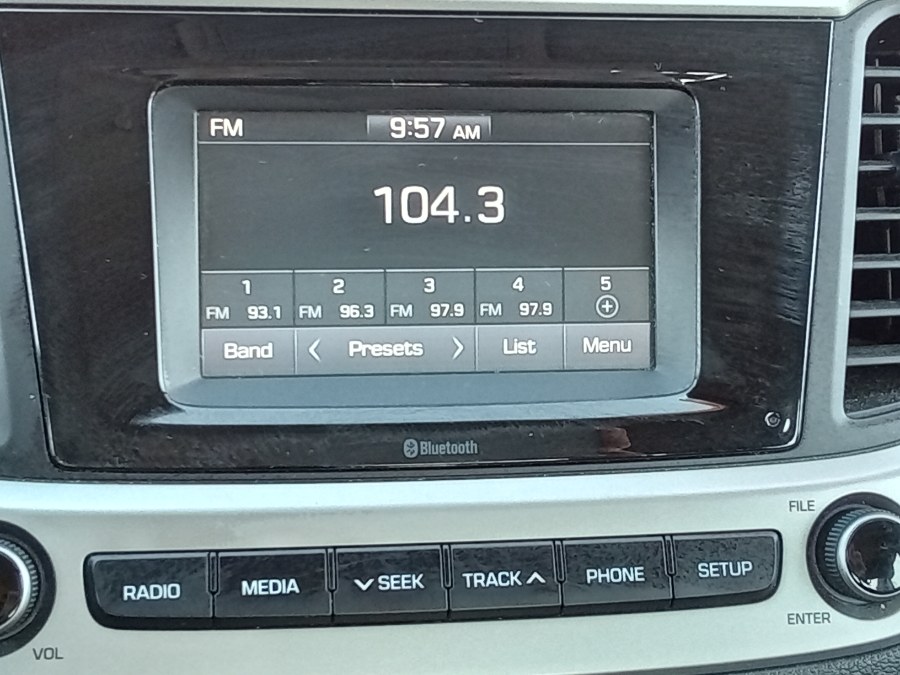 FM 9:57 AM
104.3
1 2 3 4 5
FM 93.1 FM 96.3 FM 97.9 FM 97.9
Band Presets List Menu
Bluetooth
FILE
RADIO MEDIA SEEK TRACK PHONE SETUP
ENTER
VOL